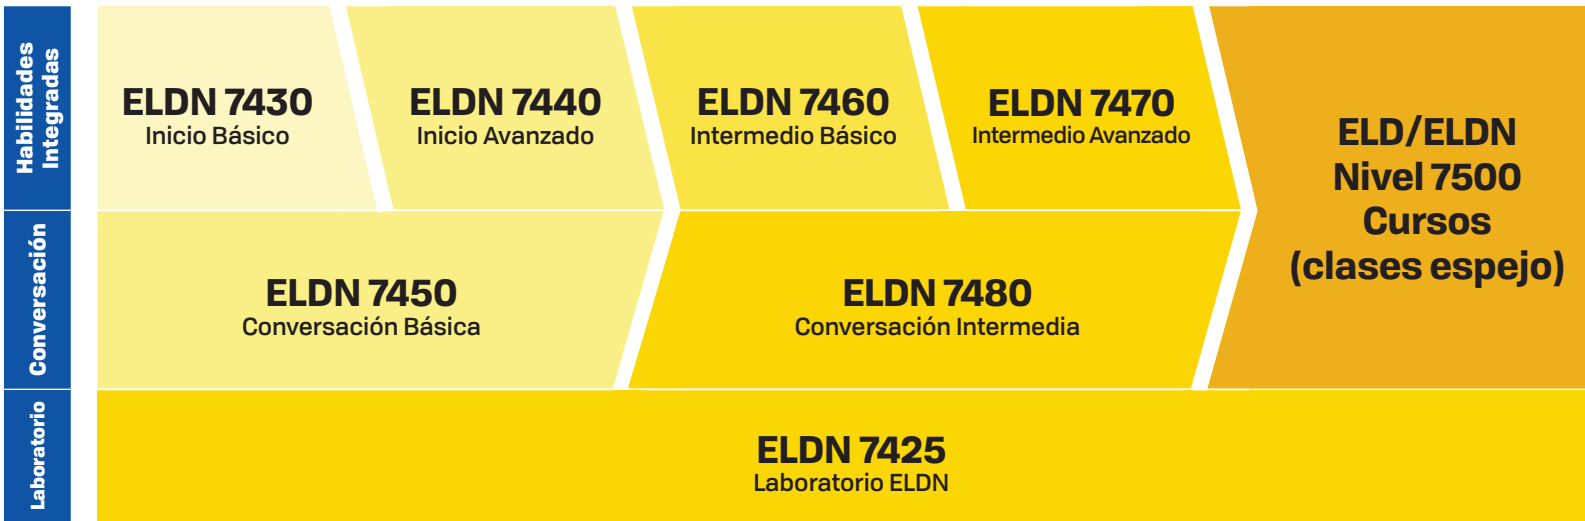 Habilidades
Integradas
ELDN 7430
Inicio Básico
ELDN 7440
Inicio Avanzado
ELDN 7460
Intermedio Básico
ELDN 7470
Intermedio Avanzado
ELD/ELDN
Nivel 7500
Cursos
(clases espejo)
Conversación
ELDN 7450
Conversación Básica
ELDN 7480
Conversación Intermedia
Laboratorio
ELDN 7425
Laboratorio ELDN